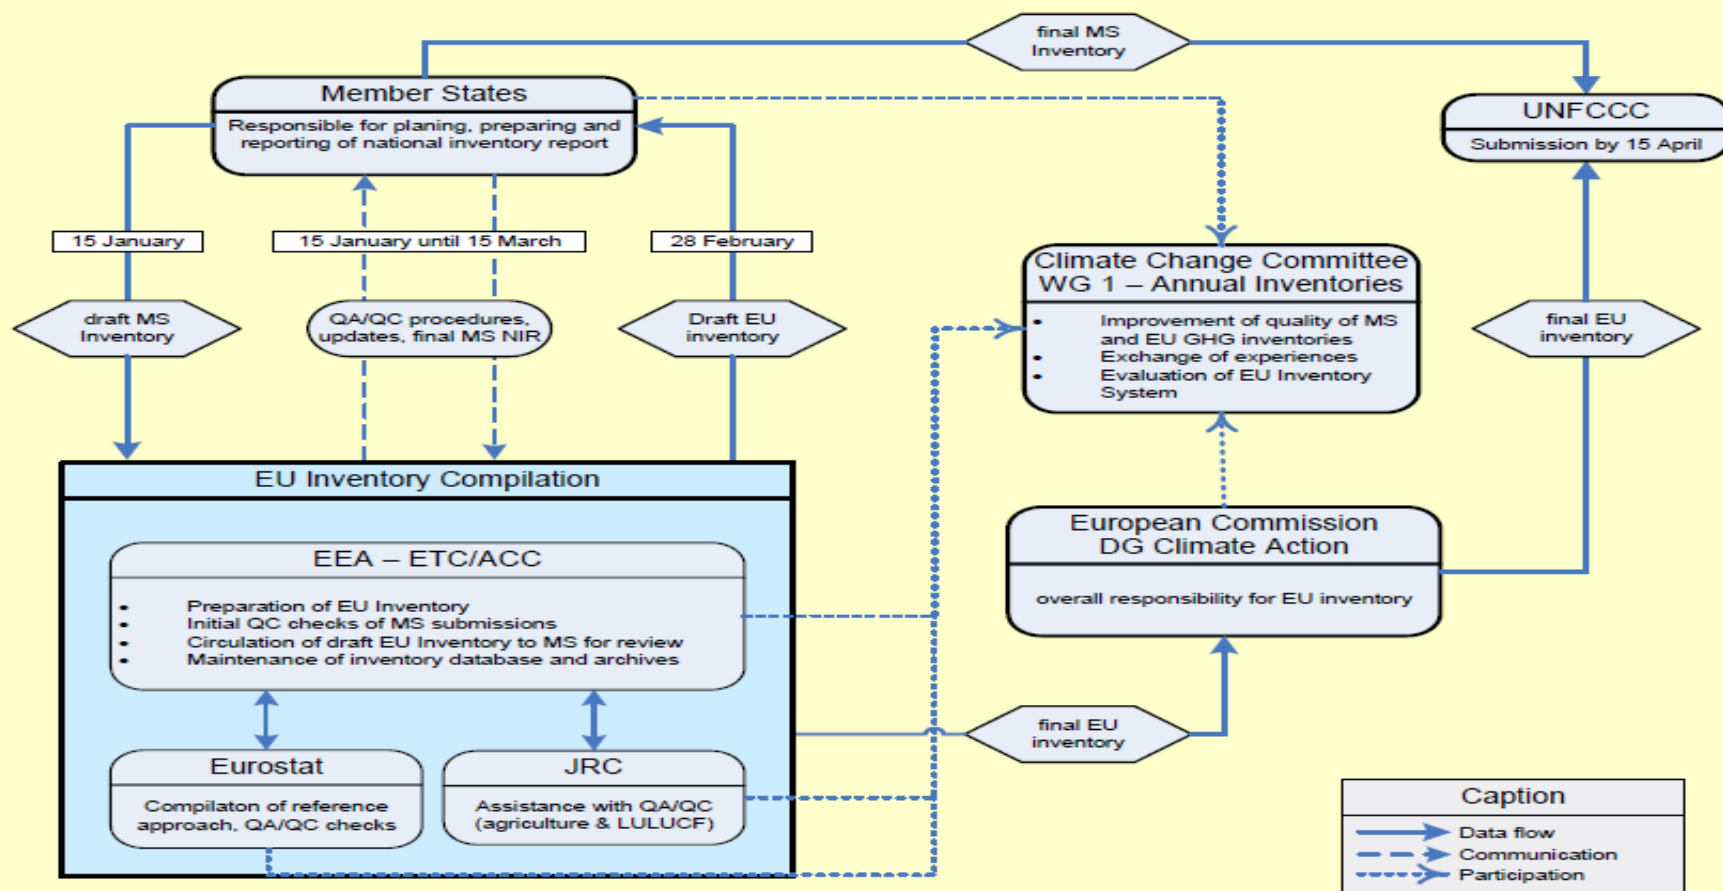 final MS
Inventory
Member States
Responsible for planing, preparing and
reporting of national inventory report
UNFCCC
Submission by 15 April
15 January
15 January until 15 March
28 February
draft MS
Inventory
QA/QC procedures,
updates, final MS NIR
Draft EU
inventory
Climate Change Committee
WG 1 – Annual Inventories
• Improvement of quality of MS
and EU GHG inventories
• Exchange of experiences
• Evaluation of EU Inventory
System
final EU
inventory
EU Inventory Compilation
EEA – ETC/ACC
• Preparation of EU Inventory
• Initial QC checks of MS submissions
• Circulation of draft EU Inventory to MS for review
• Maintenance of inventory database and archives
European Commission
DG Climate Action
overall responsibility for EU inventory
final EU
inventory
Eurostat
Compilaton of reference
approach, QA/QC checks
JRC
Assistance with QA/QC
(agriculture & LULUCF)
Caption
Data flow
Communication
Participation